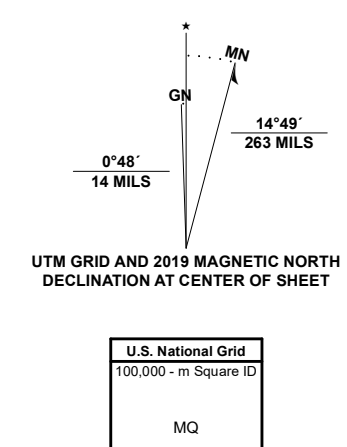 ★
MN
GN
14°49´
263 MILS
0°48´
14 MILS
UTM GRID AND 2019 MAGNETIC NORTH
DECLINATION AT CENTER OF SHEET
U.S. National Grid
100,000 - m Square ID
MQ